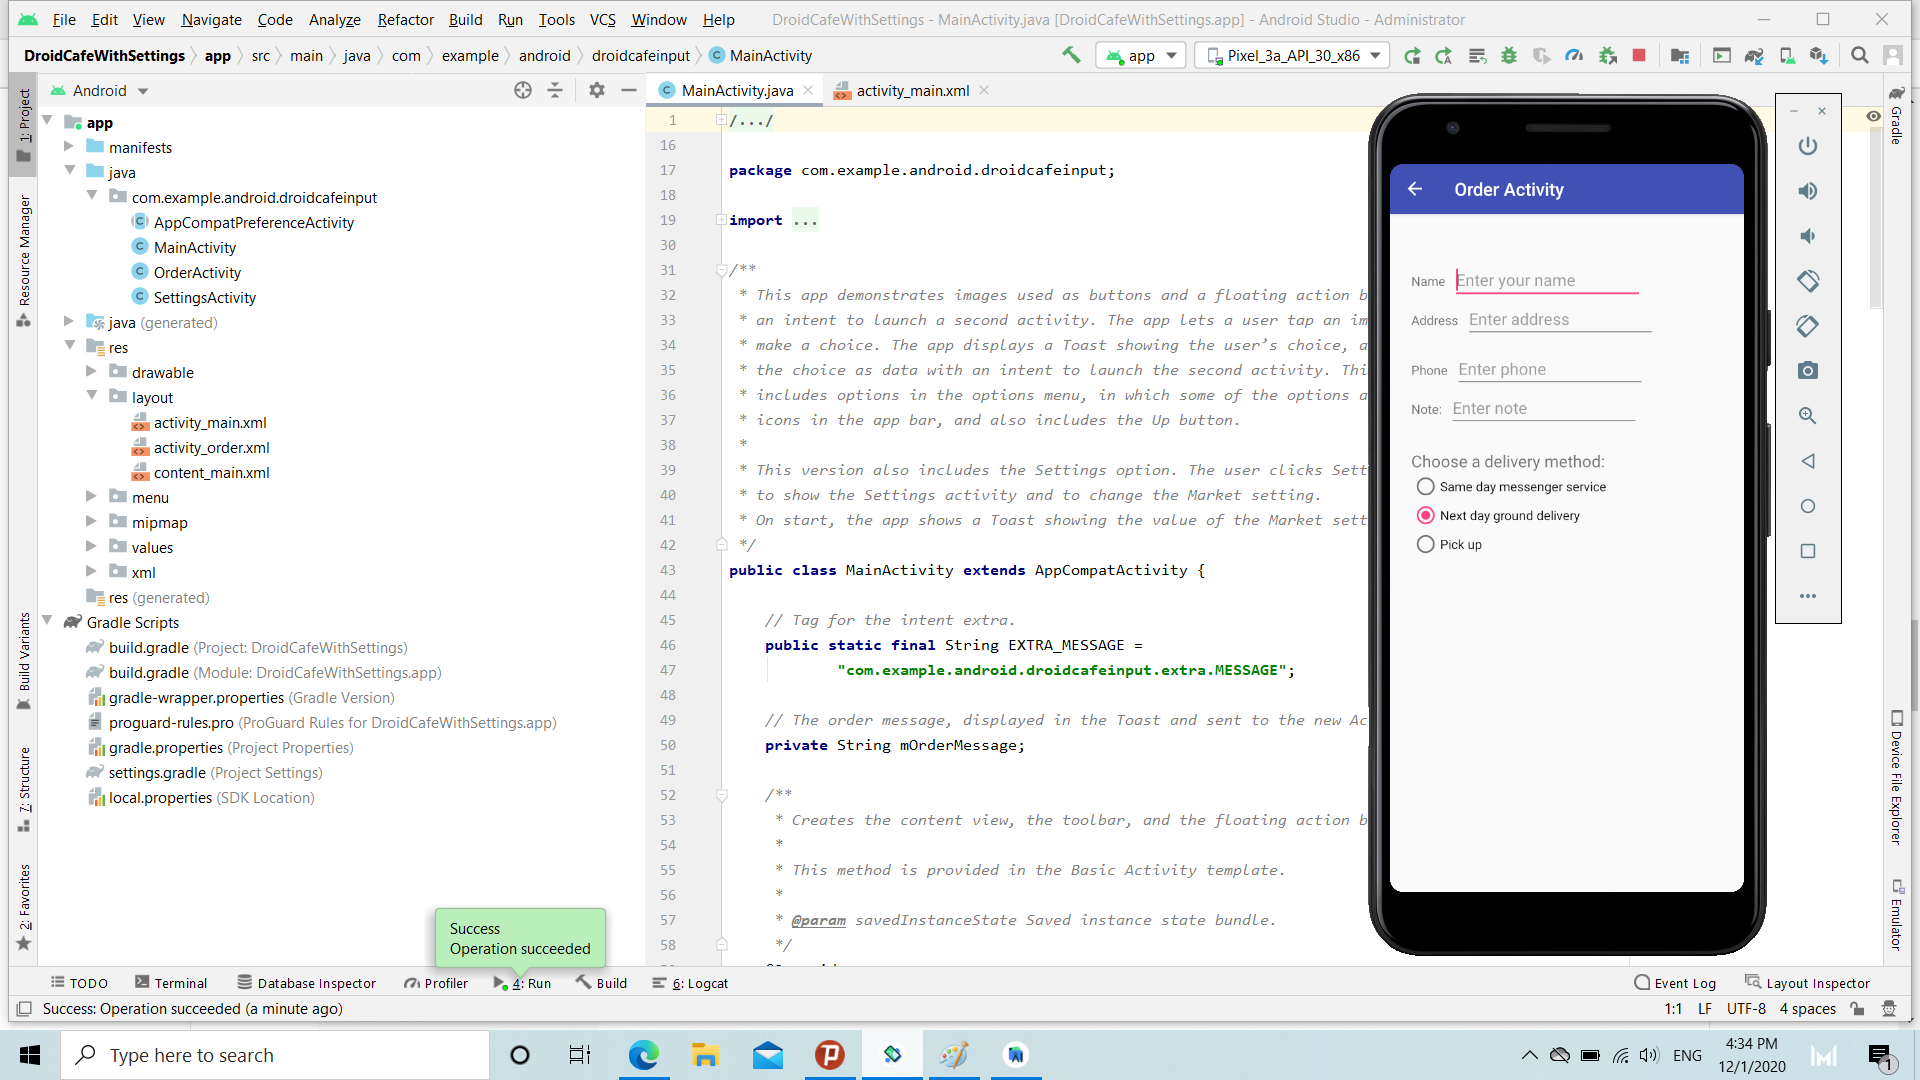 File Edit View Navigate Code Analyze Refactor Build Run Tools VCS Window Help DroidCafeWithSettings - MainActivity.java [DroidCafeWithSettings.app] - Android Studio - Administrator
DroidCafeWithSettings app src main java com example android droidcafeinput MainActivity app Pixel_3a_API_30_x86
Android
MainActivity.java activity_main.xml
1: Project
Resource Manager
Build Variants
7: Structure
2: Favorites
app
manifests
java
com.example.android.droidcafeinput
AppCompatPreferenceActivity
MainActivity
OrderActivity
SettingsActivity
java (generated)
res
drawable
layout
activity_main.xml
activity_order.xml
content_main.xml
menu
mipmap
values
xml
res (generated)
Gradle Scripts
build.gradle (Project: DroidCafeWithSettings)
build.gradle (Module: DroidCafeWithSettings.app)
gradle-wrapper.properties (Gradle Version)
proguard-rules.pro (ProGuard Rules for DroidCafeWithSettings.app)
gradle.properties (Project Properties)
settings.gradle (Project Settings)
local.properties (SDK Location)
1 /.../
16
17 package com.example.android.droidcafeinput;
18
19 import ...
30
31 /**
32 * This app demonstrates images used as buttons and a floating action b
33 * an intent to launch a second activity. The app lets a user tap an im
34 * make a choice. The app displays a Toast showing the user’s choice, a
35 * the choice as data with an intent to launch the second activity. Thi
36 * includes options in the options menu, in which some of the options a
37 * icons in the app bar, and also includes the Up button.
38 *
39 * This version also includes the Settings option. The user clicks Sett
40 * to show the Settings activity and to change the Market setting.
41 * On start, the app shows a Toast showing the value of the Market sett
42 */
43 public class MainActivity extends AppCompatActivity {
44
45 // Tag for the intent extra.
46 public static final String EXTRA_MESSAGE =
47 "com.example.android.droidcafeinput.extra.MESSAGE";
48
49 // The order message, displayed in the Toast and sent to the new Ac
50 private String mOrderMessage;
51
52 /**
53 * Creates the content view, the toolbar, and the floating action b
54 *
55 * This method is provided in the Basic Activity template.
56 *
57 * @param savedInstanceState Saved instance state bundle.
58 */
Order Activity
Name Enter your name
Address Enter address
Phone Enter phone
Note: Enter note
Choose a delivery method:
Same day messenger service
Next day ground delivery
Pick up
Gradle
Device File Explorer
Emulator
Success
Operation succeeded
TODO Terminal Database Inspector Profiler 4: Run Build 6: Logcat Event Log Layout Inspector
Success: Operation succeeded (a minute ago) 1:1 LF UTF-8 4 spaces
Type here to search
ENG
4:34 PM
12/1/2020
1